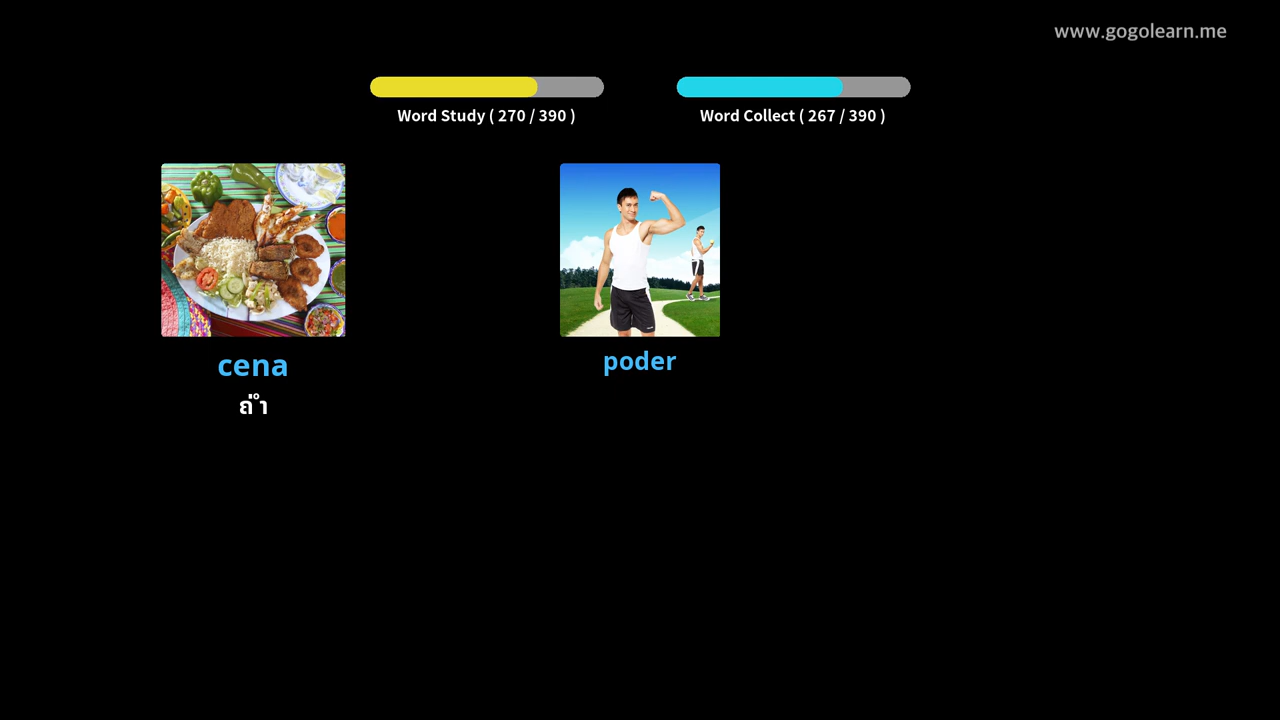 www.gogolearn.me
Word Study ( 270 / 390 )
Word Collect ( 267 / 390 )
cena
ค่ำ
poder